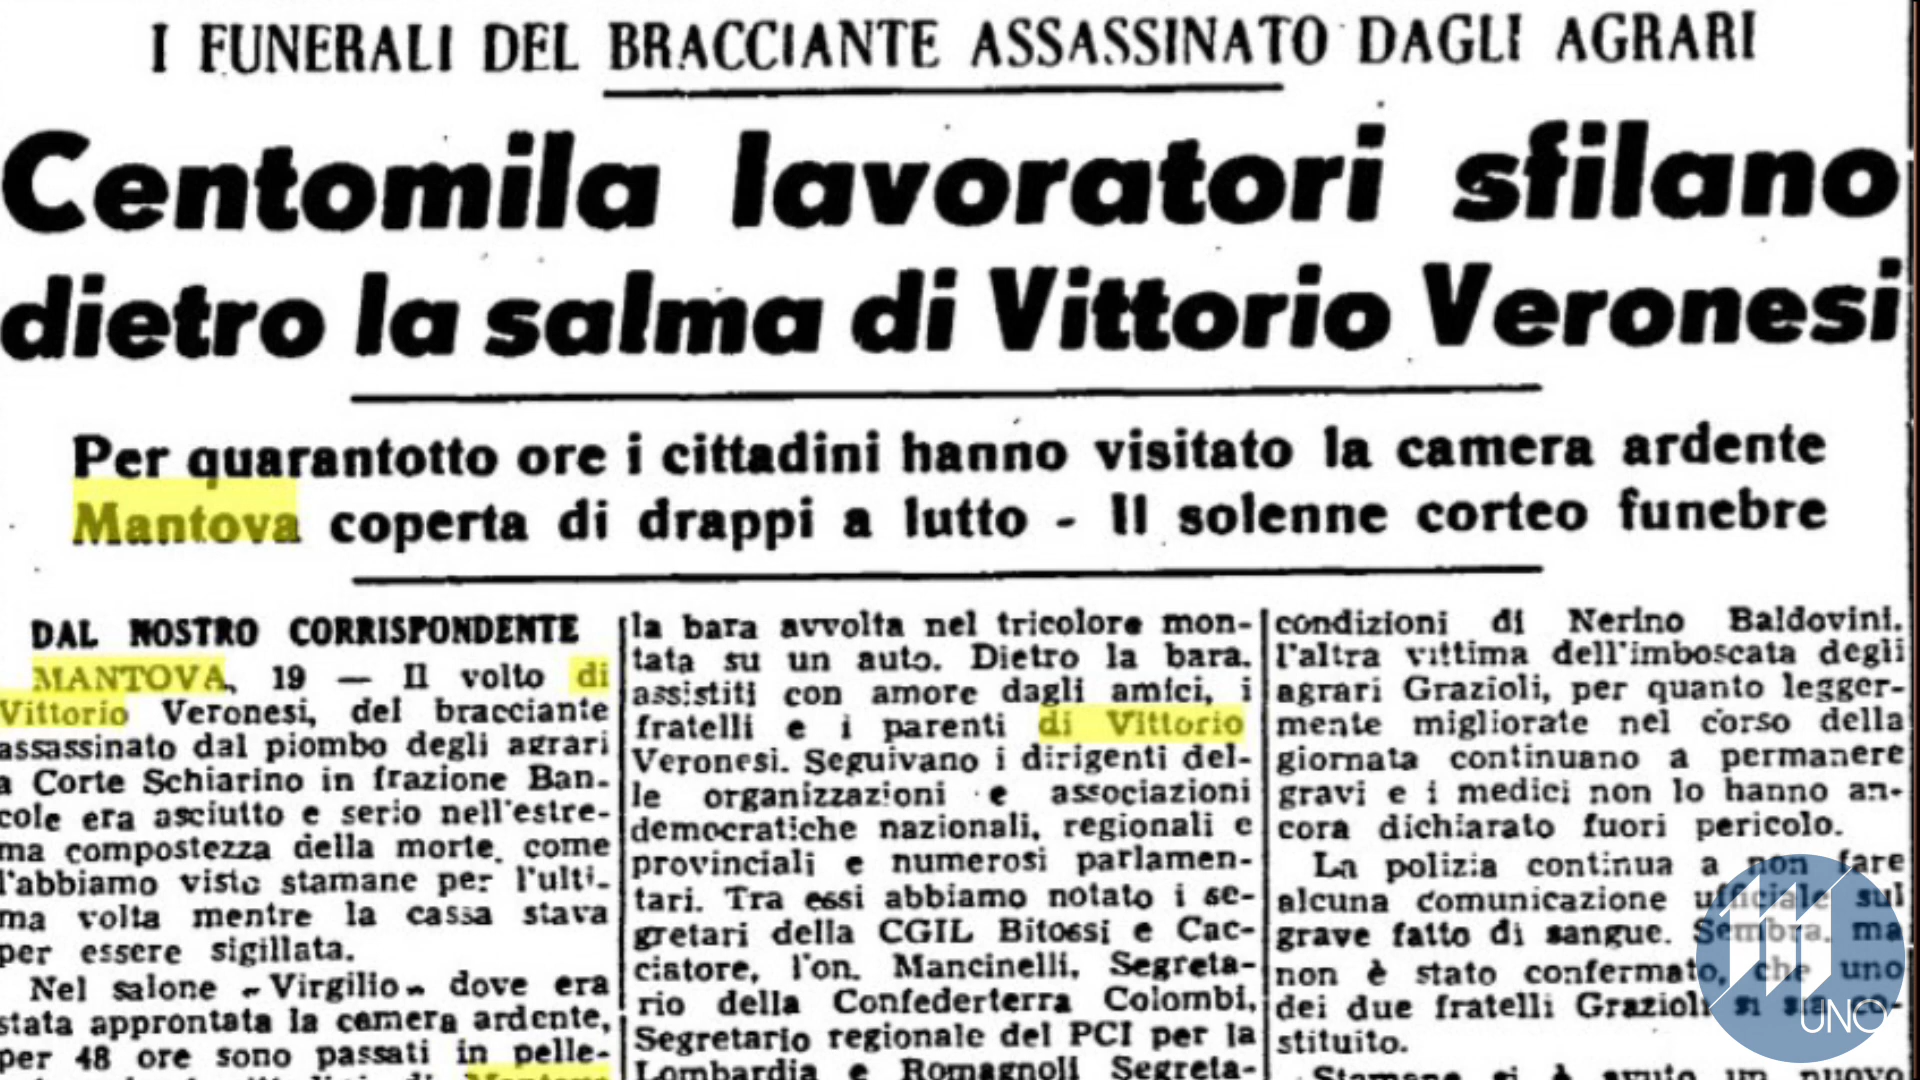 I FUNERALI DEL BRACCIANTE ASSASSINATO DAGLI AGRARI
Centomila lavoratori sfilano
dietro la salma di Vittorio Veronesi
Per quarantotto ore i cittadini hanno visitato la camera ardente
Mantova coperta di drappi a lutto - Il solenne corteo funebre
DAL NOSTRO CORRISPONDENTE
MANTOVA, 19 — Il volto di
Vittorio Veronesi, del bracciante
assassinato dal piombo degli agrari
a Corte Schiarino in frazione Ban-
cole era asciutto e serio nell'estre-
ma compostezza della morte, come
l'abbiamo visto stamane per l'ulti-
ma volta mentre la cassa stava
per essere sigillata.
Nel salone «Virgilio» dove era
stata approntata la camera ardente,
per 48 ore sono passati in pelle-
la bara avvolta nel tricolore mon-
tata su un auto. Dietro la bara,
assistiti con amore dagli amici, i
fratelli e i parenti di Vittorio
Veronesi. Seguivano i dirigenti del-
le organizzazioni e associazioni
democratiche nazionali, regionali e
provinciali e numerosi parlamen-
tari. Tra essi abbiamo notato i se-
gretari della CGIL Bitossi e Cac-
ciatore, l'on. Mancinelli, Segreta-
rio della Confederterra Colombi,
Segretario regionale del PCI per la
Lombardia e Romagnoli Segreta-
condizioni di Nerino Baldovini,
l'altra vittima dell'imboscata degli
agrari Grazioli, per quanto legger-
mente migliorate nel corso della
giornata continuano a permanere
gravi e i medici non lo hanno an-
cora dichiarato fuori pericolo.
La polizia continua a non fare
alcuna comunicazione ufficiale sul
grave fatto di sangue. Sembra, ma
non è stato confermato, che uno
dei due fratelli Grazioli si sia co-
stituito.
Stamane si è avuto un nuovo
UNO